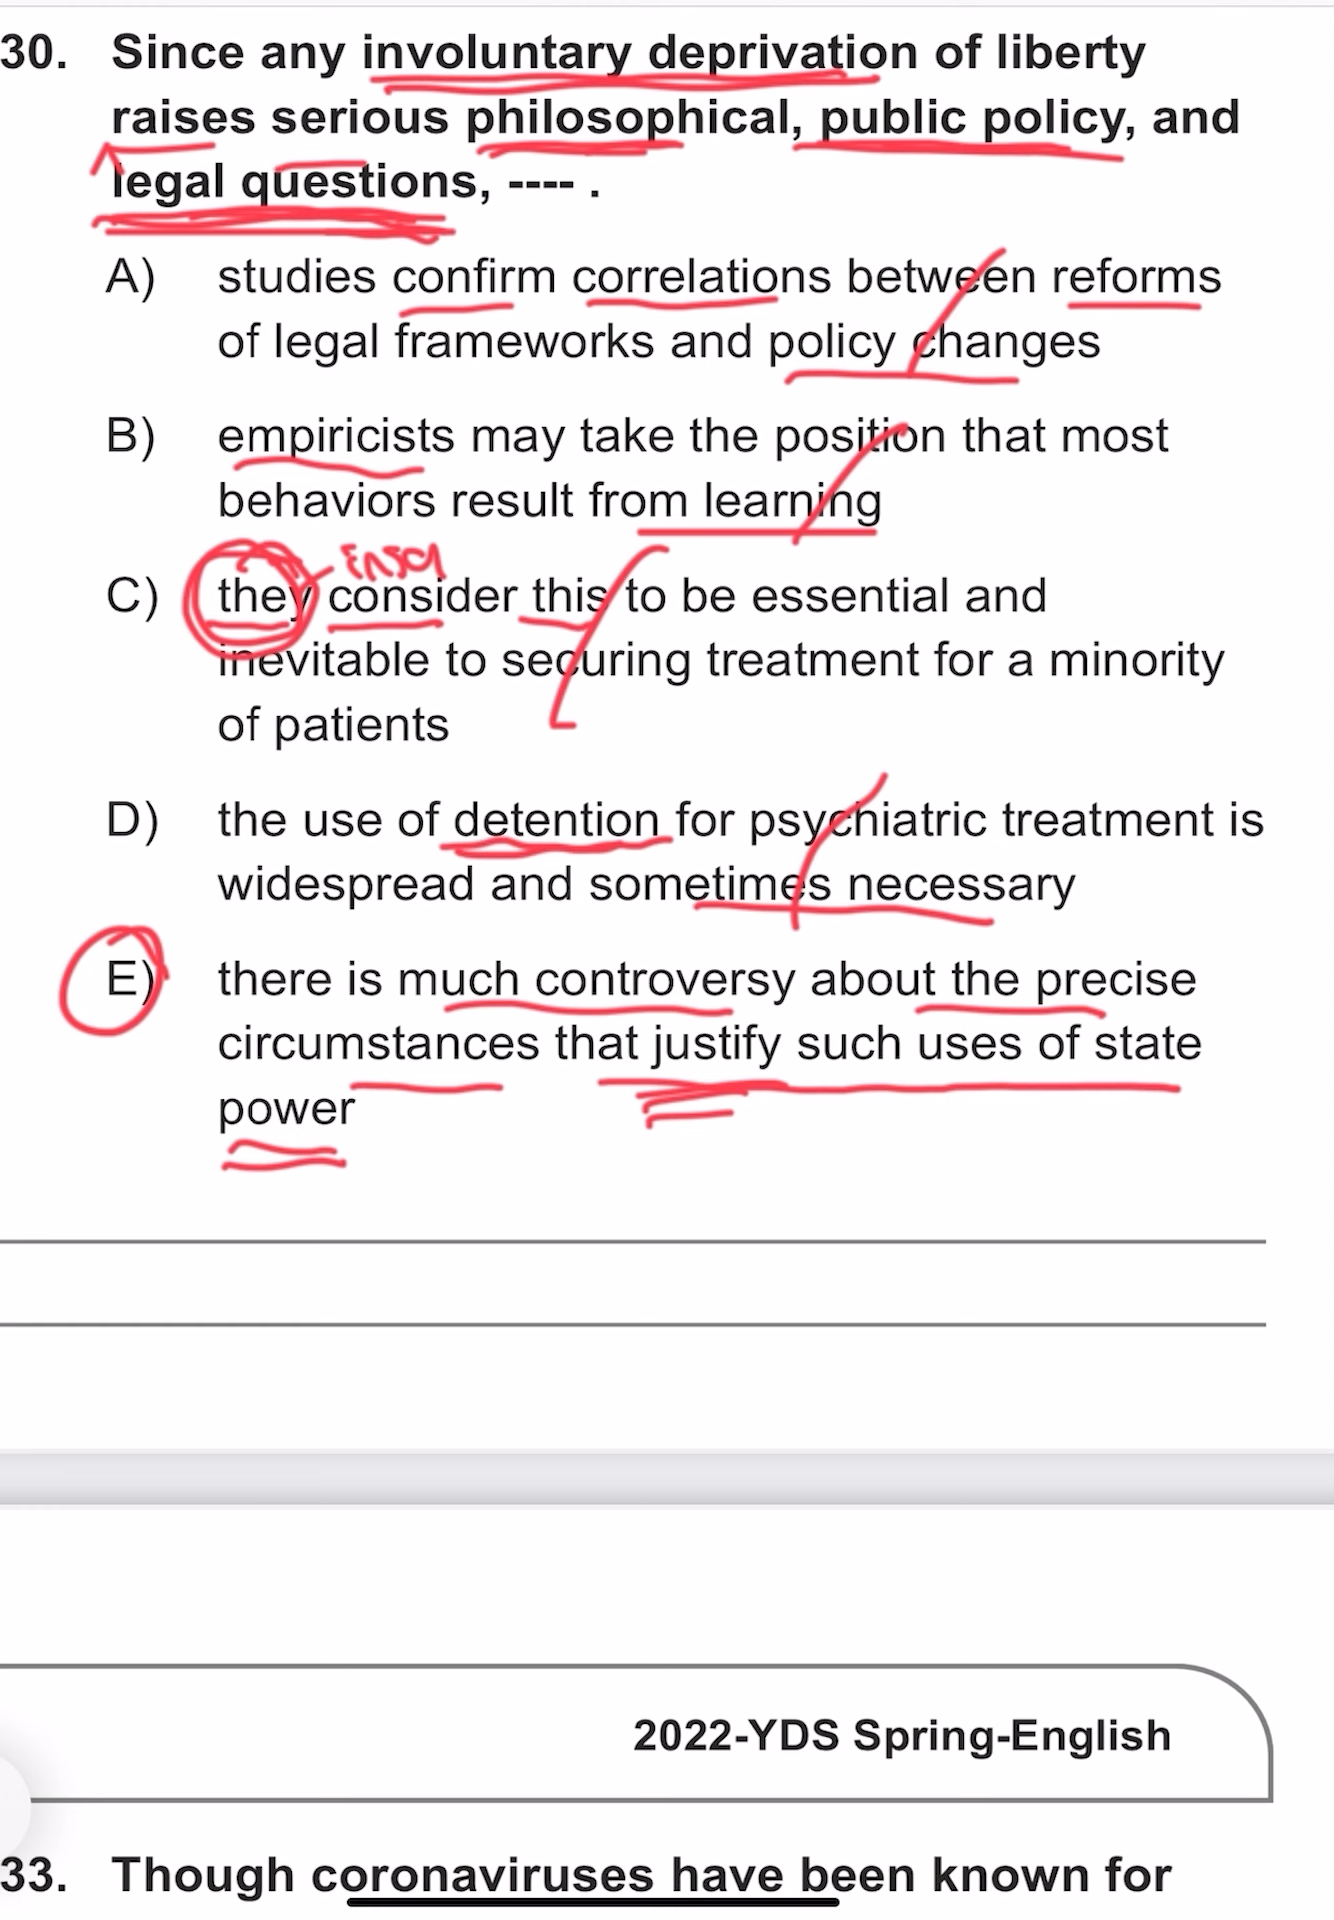 30. Since any involuntary deprivation of liberty
raises serious philosophical, public policy, and
legal questions, ---- .
A) studies confirm correlations between reforms
of legal frameworks and policy changes
B) empiricists may take the position that most
behaviors result from learning
C) they consider this to be essential and
inevitable to securing treatment for a minority
of patients
D) the use of detention for psychiatric treatment is
widespread and sometimes necessary
E) there is much controversy about the precise
circumstances that justify such uses of state
power
2022-YDS Spring-English
33. Though coronaviruses have been known for